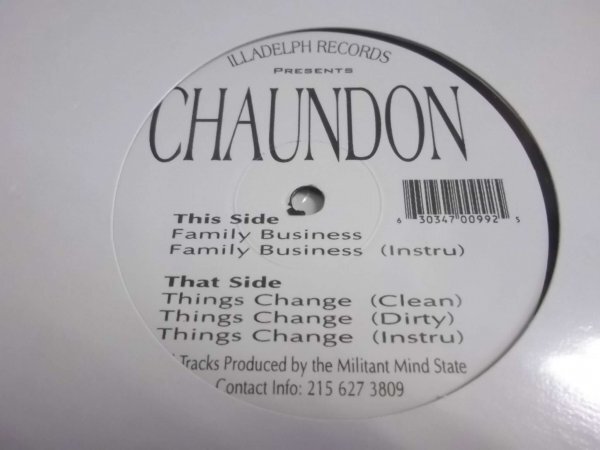 ILLADELPH RECORDS
PRESENTS
CHAUNDON
This Side
Family Business
Family Business (Instru)
6 30347 00992 5
That Side
Things Change (Clean)
Things Change (Dirty)
Things Change (Instru)
Tracks Produced by the Militant Mind State
Contact Info: 215 627 3809